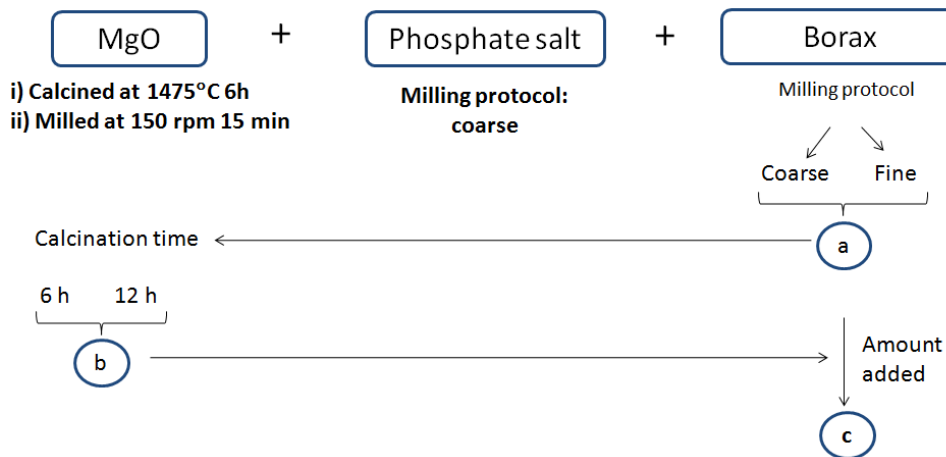 MgO + Phosphate salt + Borax
i) Calcined at 1475°C 6h
ii) Milled at 150 rpm 15 min
Milling protocol:
coarse
Milling protocol
Coarse Fine
a
Calcination time
6 h 12 h
b
Amount
added
c